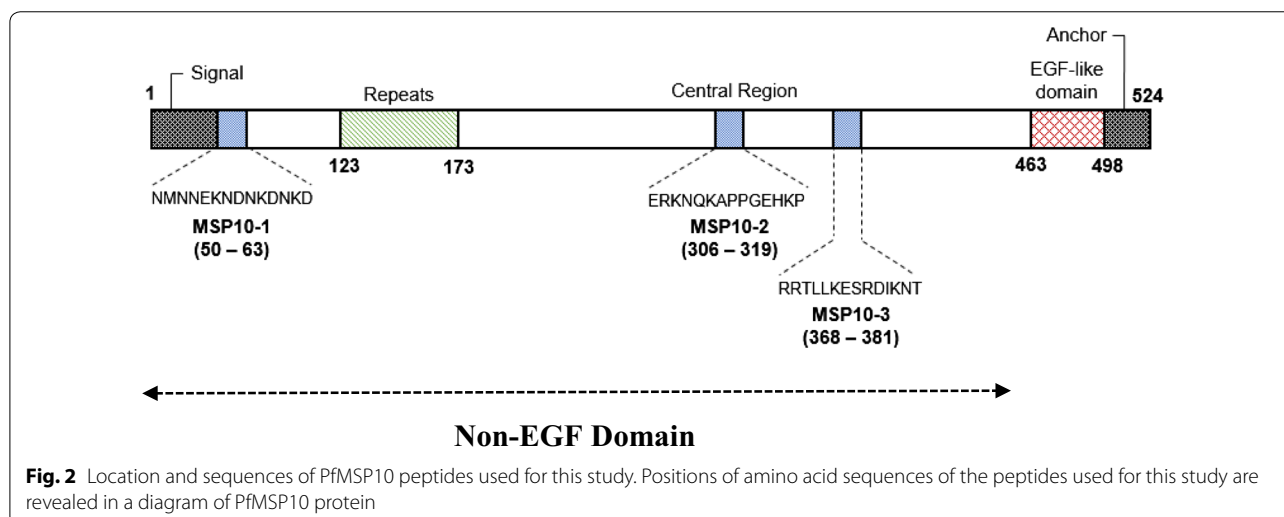 Signal
Anchor
EGF-like
domain
1
Repeats
Central Region
524
123
173
463
498
NMNNEKNDNKDNKD
MSP10-1
(50 – 63)
ERKNQKAPPGEHKP
MSP10-2
(306 – 319)
RRTLLKESRDIKNT
MSP10-3
(368 – 381)
Non-EGF Domain
Fig. 2 Location and sequences of PfMSP10 peptides used for this study. Positions of amino acid sequences of the peptides used for this study are
revealed in a diagram of PfMSP10 protein